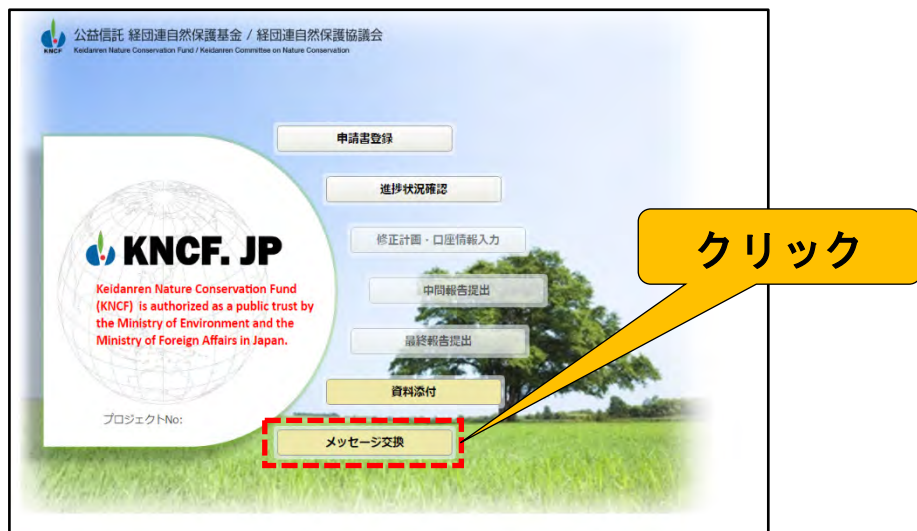 公益信託 経団連自然保護基金 / 経団連自然保護協議会
KNCF Keidanren Nature Conservation Fund / Keidanren Committee on Nature Conservation
申請書登録
進捗状況確認
修正計画・口座情報入力
中間報告提出
最終報告提出
資料添付
メッセージ交換
KNCF. JP
Keidanren Nature Conservation Fund
(KNCF) is authorized as a public trust by
the Ministry of Environment and the
Ministry of Foreign Affairs in Japan.
プロジェクトNo:
クリック